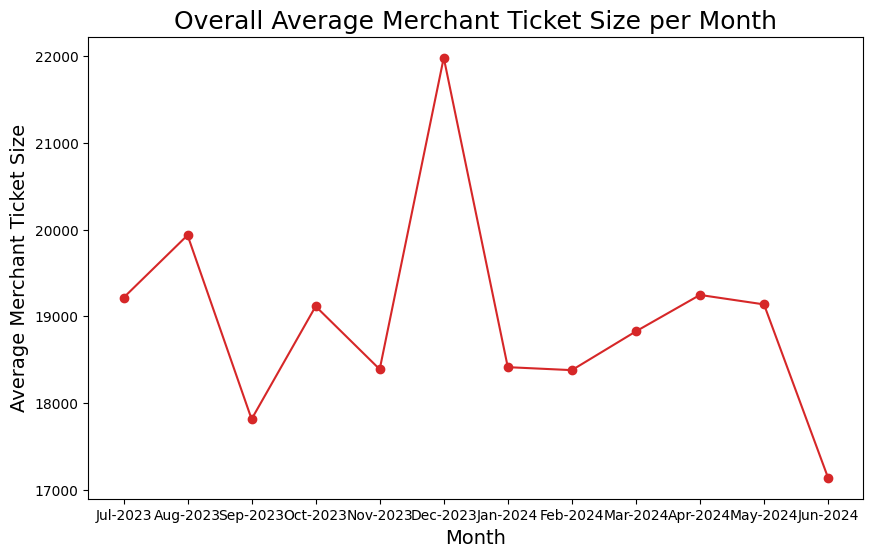 Overall Average Merchant Ticket Size per Month
Average Merchant Ticket Size
22000
21000
20000
19000
18000
17000
Jul-2023 Aug-2023 Sep-2023 Oct-2023 Nov-2023 Dec-2023 Jan-2024 Feb-2024 Mar-2024 Apr-2024 May-2024 Jun-2024
Month